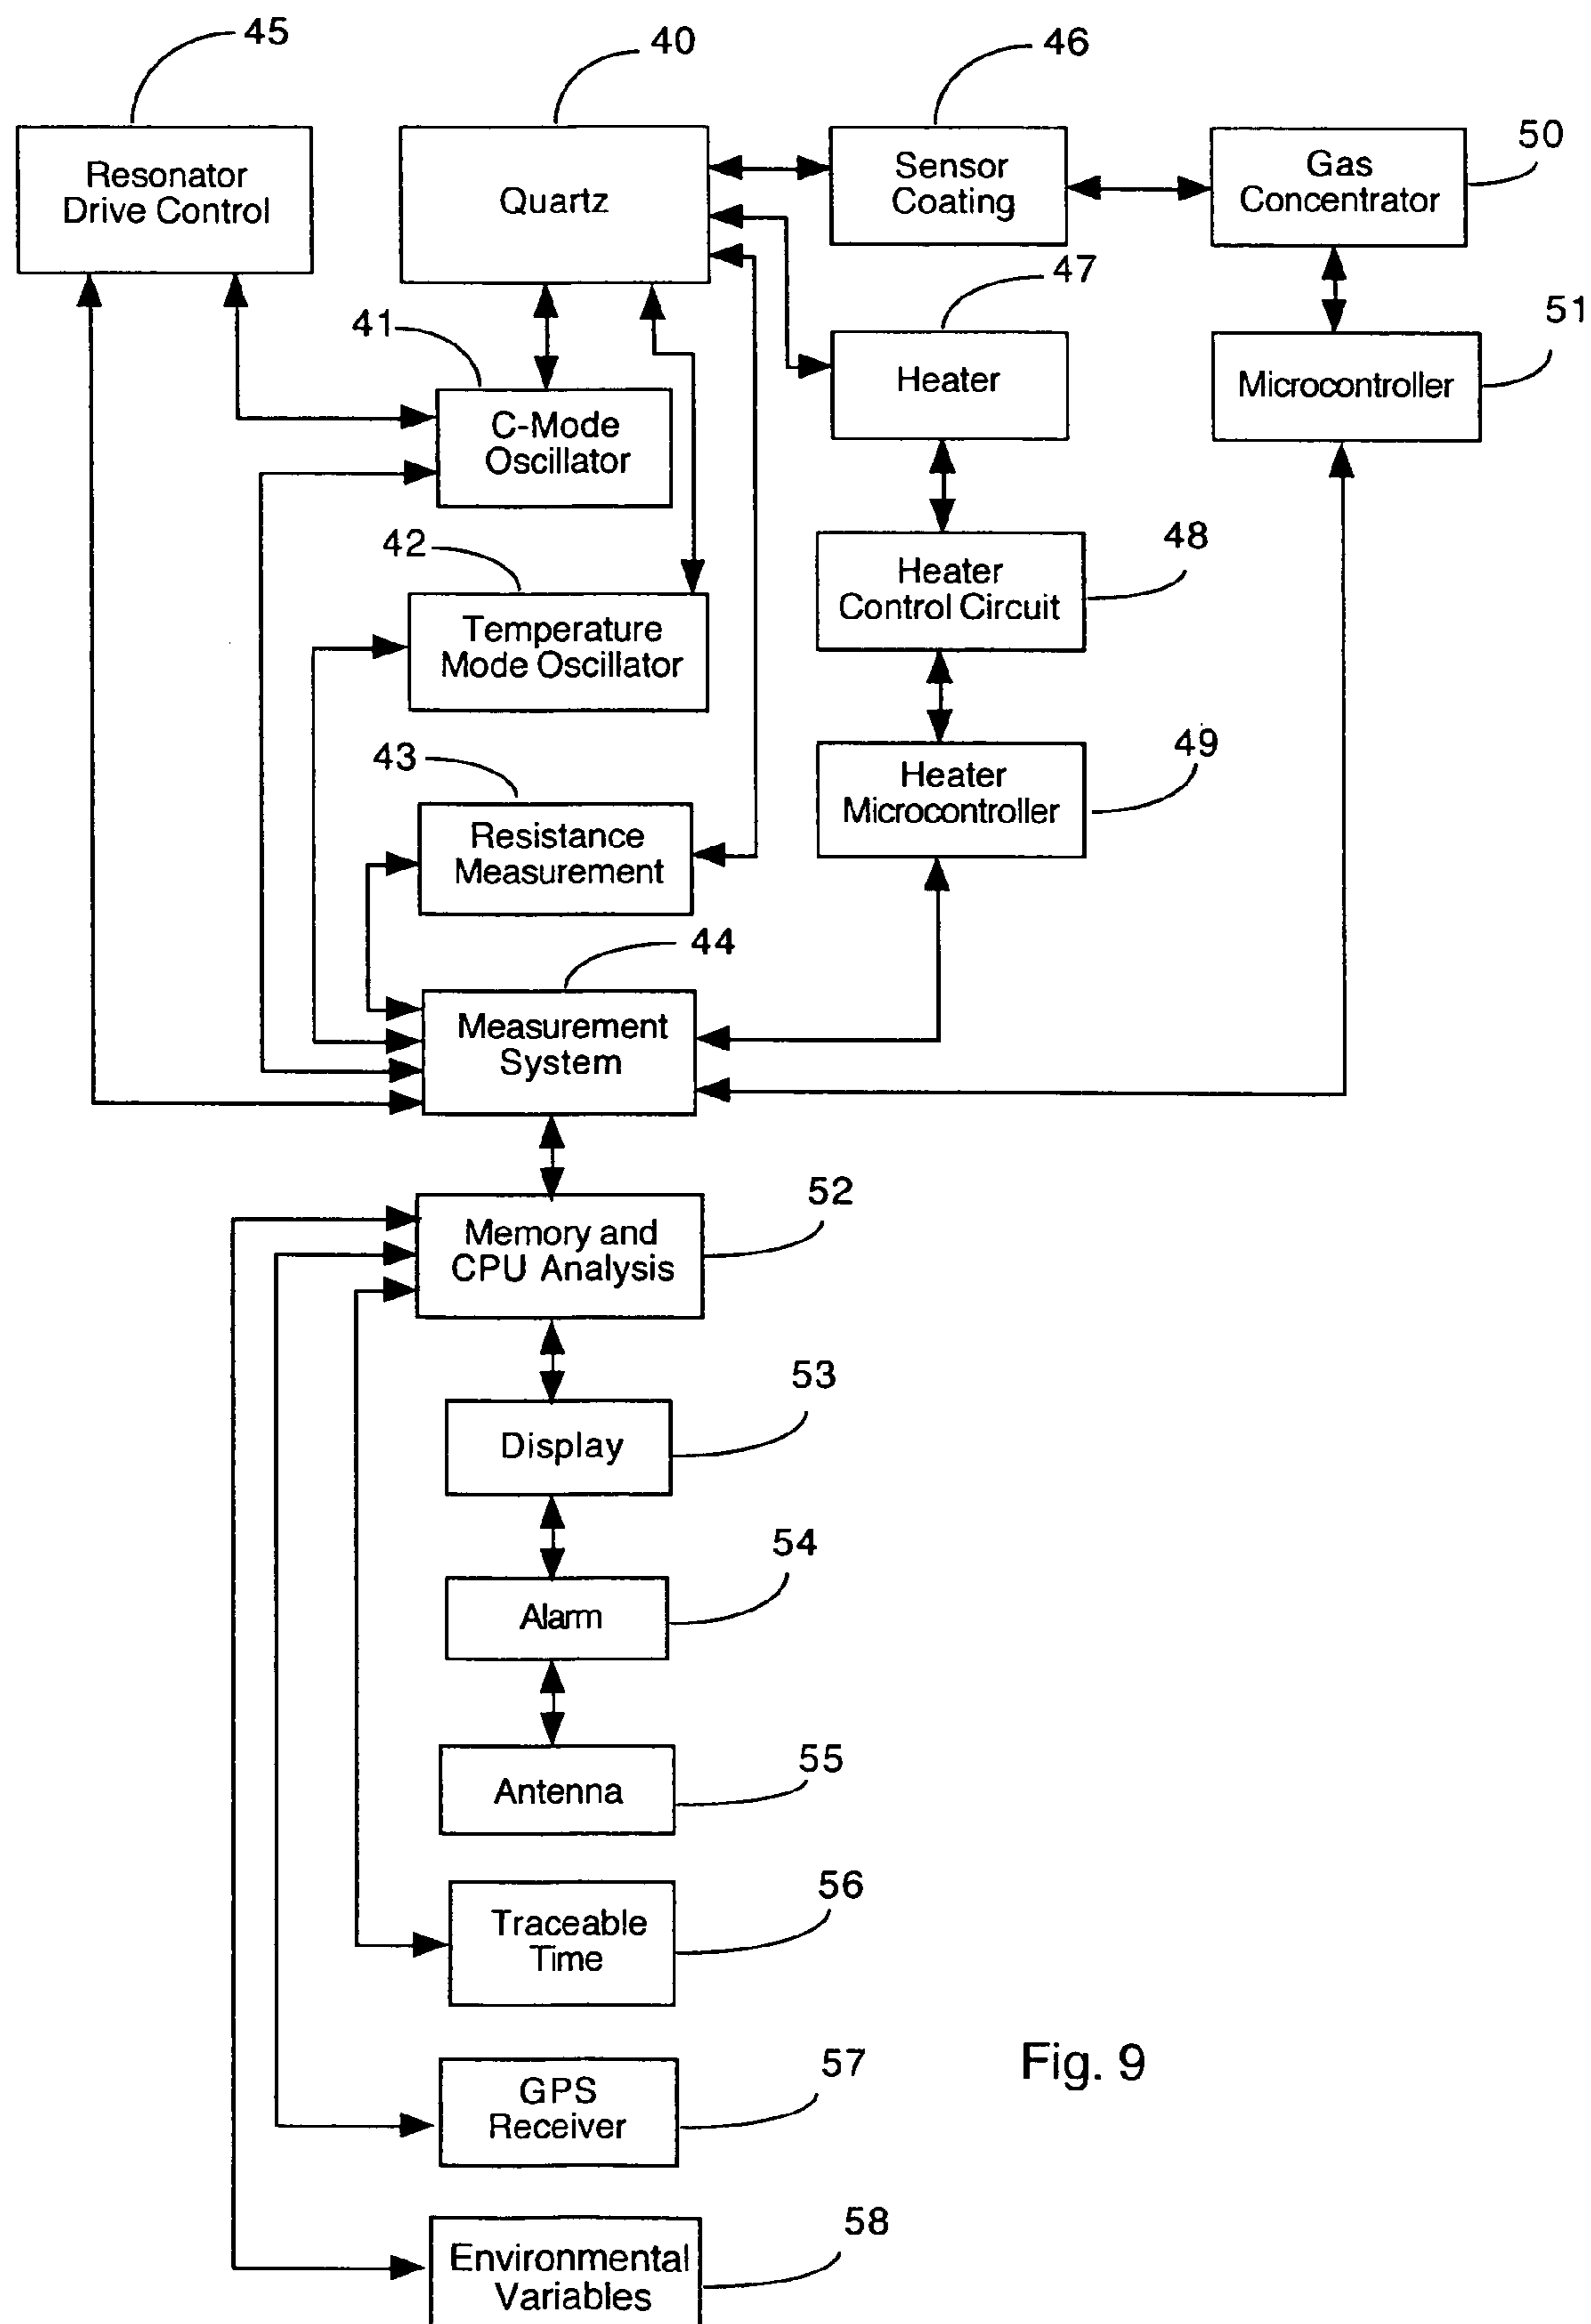 45
40
46
50
Resonator
Drive Control
Quartz
Sensor
Coating
Gas
Concentrator
47
51
41
Heater
Microcontroller
C-Mode
Oscillator
42
48
Heater
Control Circuit
Temperature
Mode Oscillator
43
49
Heater
Microcontroller
Resistance
Measurement
44
Measurement
System
52
Memory and
CPU Analysis
53
Display
54
Alarm
55
Antenna
56
Traceable
Time
57
GPS
Receiver
Fig. 9
58
Environmental
Variables